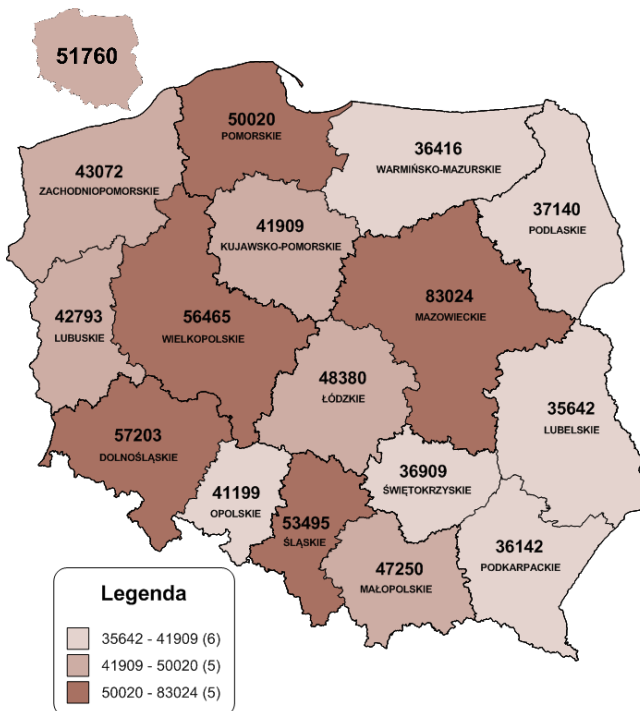 51760
50020
POMORSKIE
36416
WARMIŃSKO-MAZURSKIE
43072
ZACHODNIOPOMORSKIE
37140
PODLASKIE
41909
KUJAWSKO-POMORSKIE
83024
MAZOWIECKIE
42793
LUBUSKIE
56465
WIELKOPOLSKIE
48380
ŁÓDZKIE
35642
LUBELSKIE
57203
DOLNOŚLĄSKIE
36909
ŚWIĘTOKRZYSKIE
41199
OPOLSKIE
53495
ŚLĄSKIE
36142
PODKARPACKIE
47250
MAŁOPOLSKIE
Legenda
35642 - 41909 (6)
41909 - 50020 (5)
50020 - 83024 (5)